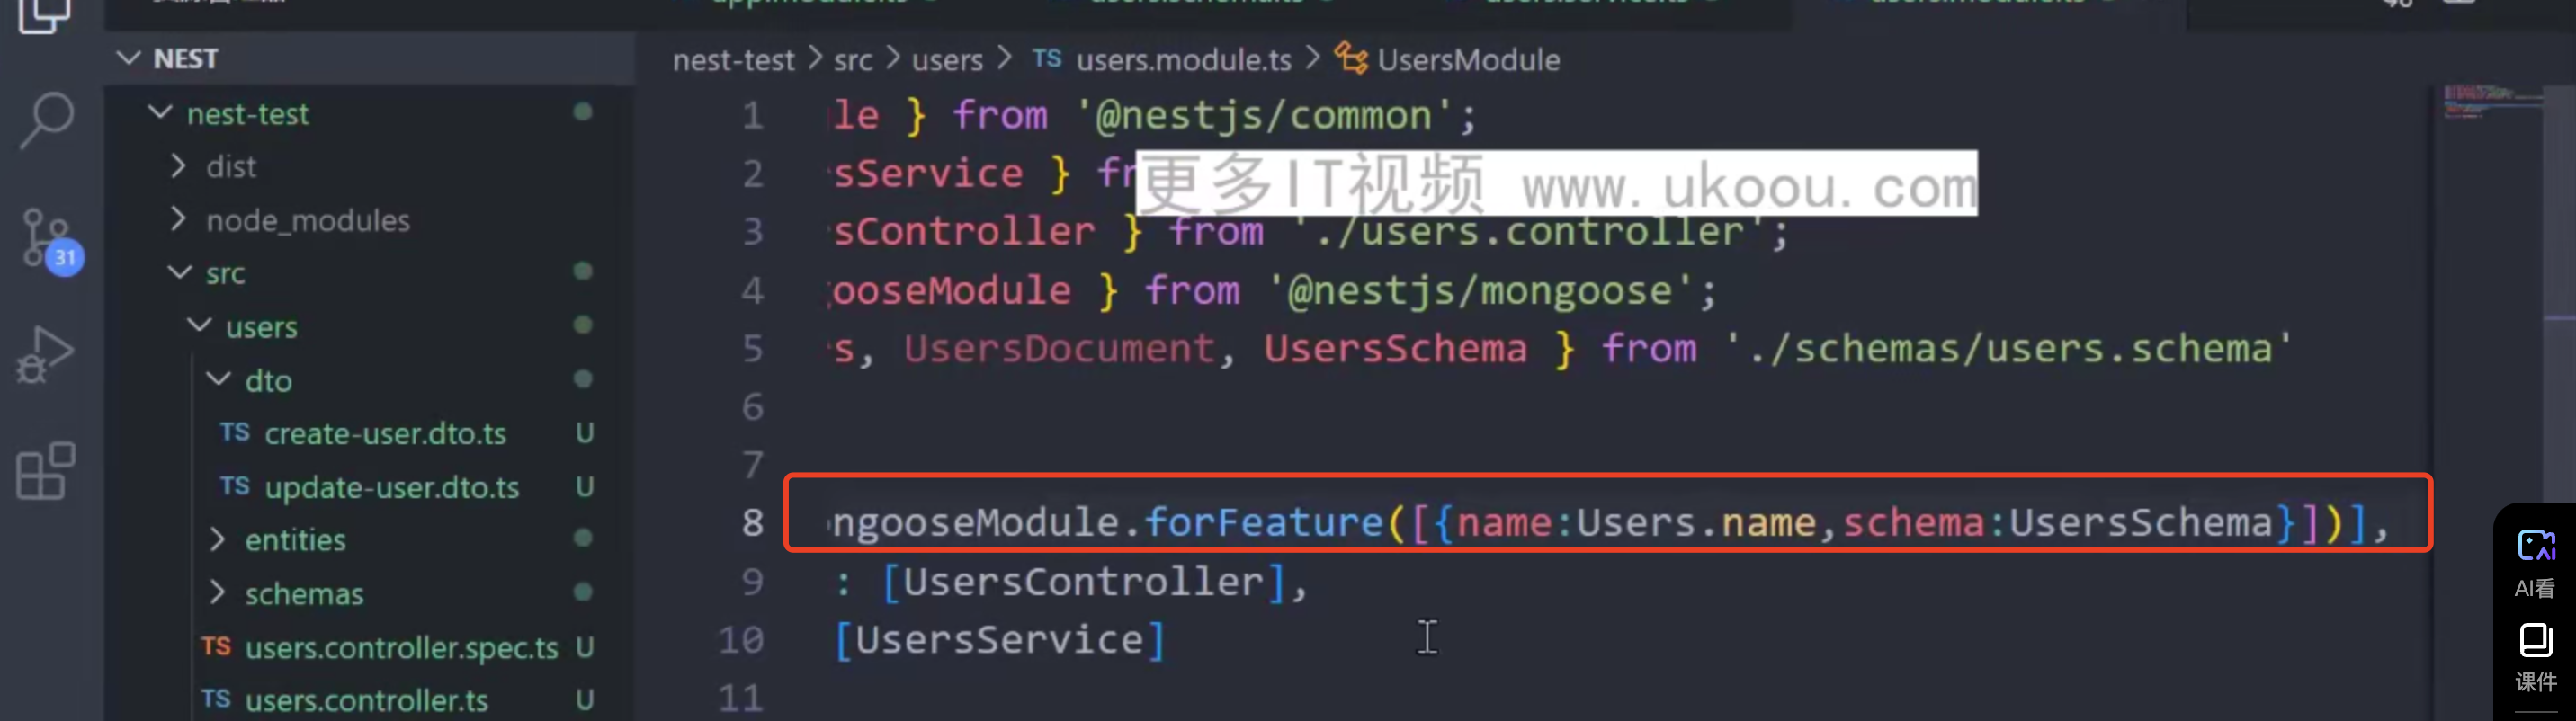 NEST
nest-test
dist
node_modules
src
users
dto
TS create-user.dto.ts U
TS update-user.dto.ts U
entities
schemas
TS users.controller.spec.ts U
TS users.controller.ts U
31
nest-test > src > users > TS users.module.ts > UsersModule
1 le } from '@nestjs/common';
2 sService } fr
更多IT视频 www.ukoou.com
3 sController } from './users.controller';
4 ooseModule } from '@nestjs/mongoose';
5 s, UsersDocument, UsersSchema } from './schemas/users.schema'
6
7
8 ngooseModule.forFeature([{name:Users.name,schema:UsersSchema}])],
9 : [UsersController],
10 [UsersService]
11
AI看
课件